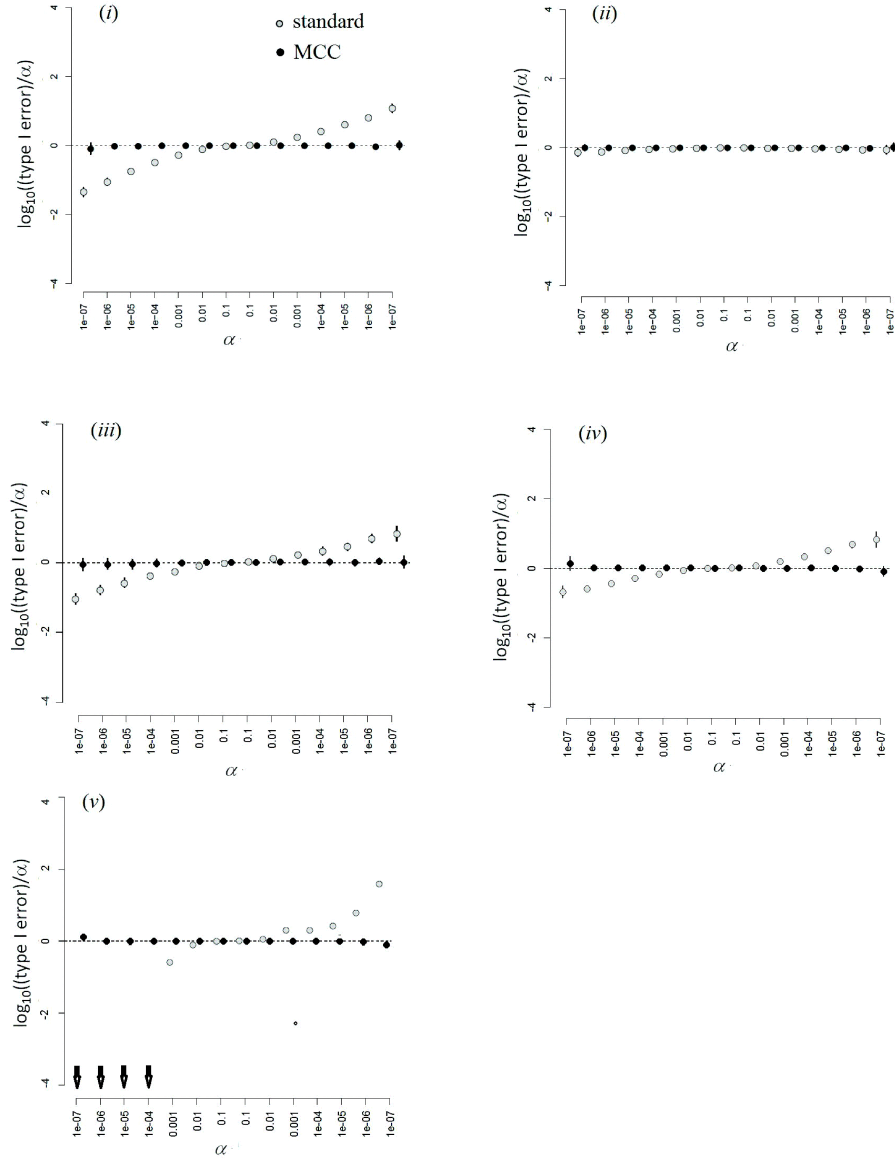 (i)
standard
MCC
log10((type I error)/α)
4
2
0
-2
-4
1e-07 1e-06 1e-05 1e-04 0.001 0.01 0.1 0.1 0.01 0.001 1e-04 1e-05 1e-06 1e-07
α
(ii)
log10((type I error)/α)
4
2
0
-2
-4
1e-07 1e-06 1e-05 1e-04 0.001 0.01 0.1 0.01 0.001 1e-04 1e-05 1e-06 1e-07
α
(iii)
log10((type I error)/α)
4
2
0
-2
-4
1e-07 1e-06 1e-05 1e-04 0.001 0.01 0.1 0.1 0.01 0.001 1e-04 1e-05 1e-06 1e-07
α
(iv)
log10((type I error)/α)
4
2
0
-2
-4
1e-07 1e-06 1e-05 1e-04 0.001 0.01 0.1 0.1 0.01 0.001 1e-04 1e-05 1e-06 1e-07
α
(v)
log10((type I error)/α)
4
2
0
-2
-4
1e-07 1e-06 1e-05 1e-04 0.001 0.01 0.1 0.1 0.01 0.001 1e-04 1e-05 1e-06 1e-07
α